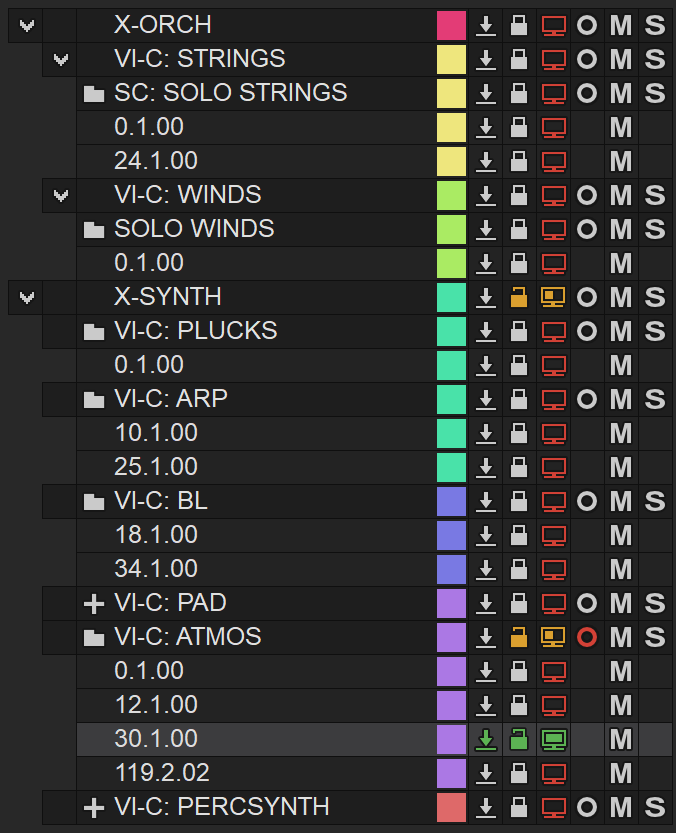 X-ORCH M S
VI-C: STRINGS M S
SC: SOLO STRINGS M S
0.1.00 M
24.1.00 M
VI-C: WINDS M S
SOLO WINDS M S
0.1.00 M
X-SYNTH M S
VI-C: PLUCKS M S
0.1.00 M
VI-C: ARP M S
10.1.00 M
25.1.00 M
VI-C: BL M S
18.1.00 M
34.1.00 M
VI-C: PAD M S
VI-C: ATMOS M S
0.1.00 M
12.1.00 M
30.1.00 M
119.2.02 M
VI-C: PERCSYNTH M S